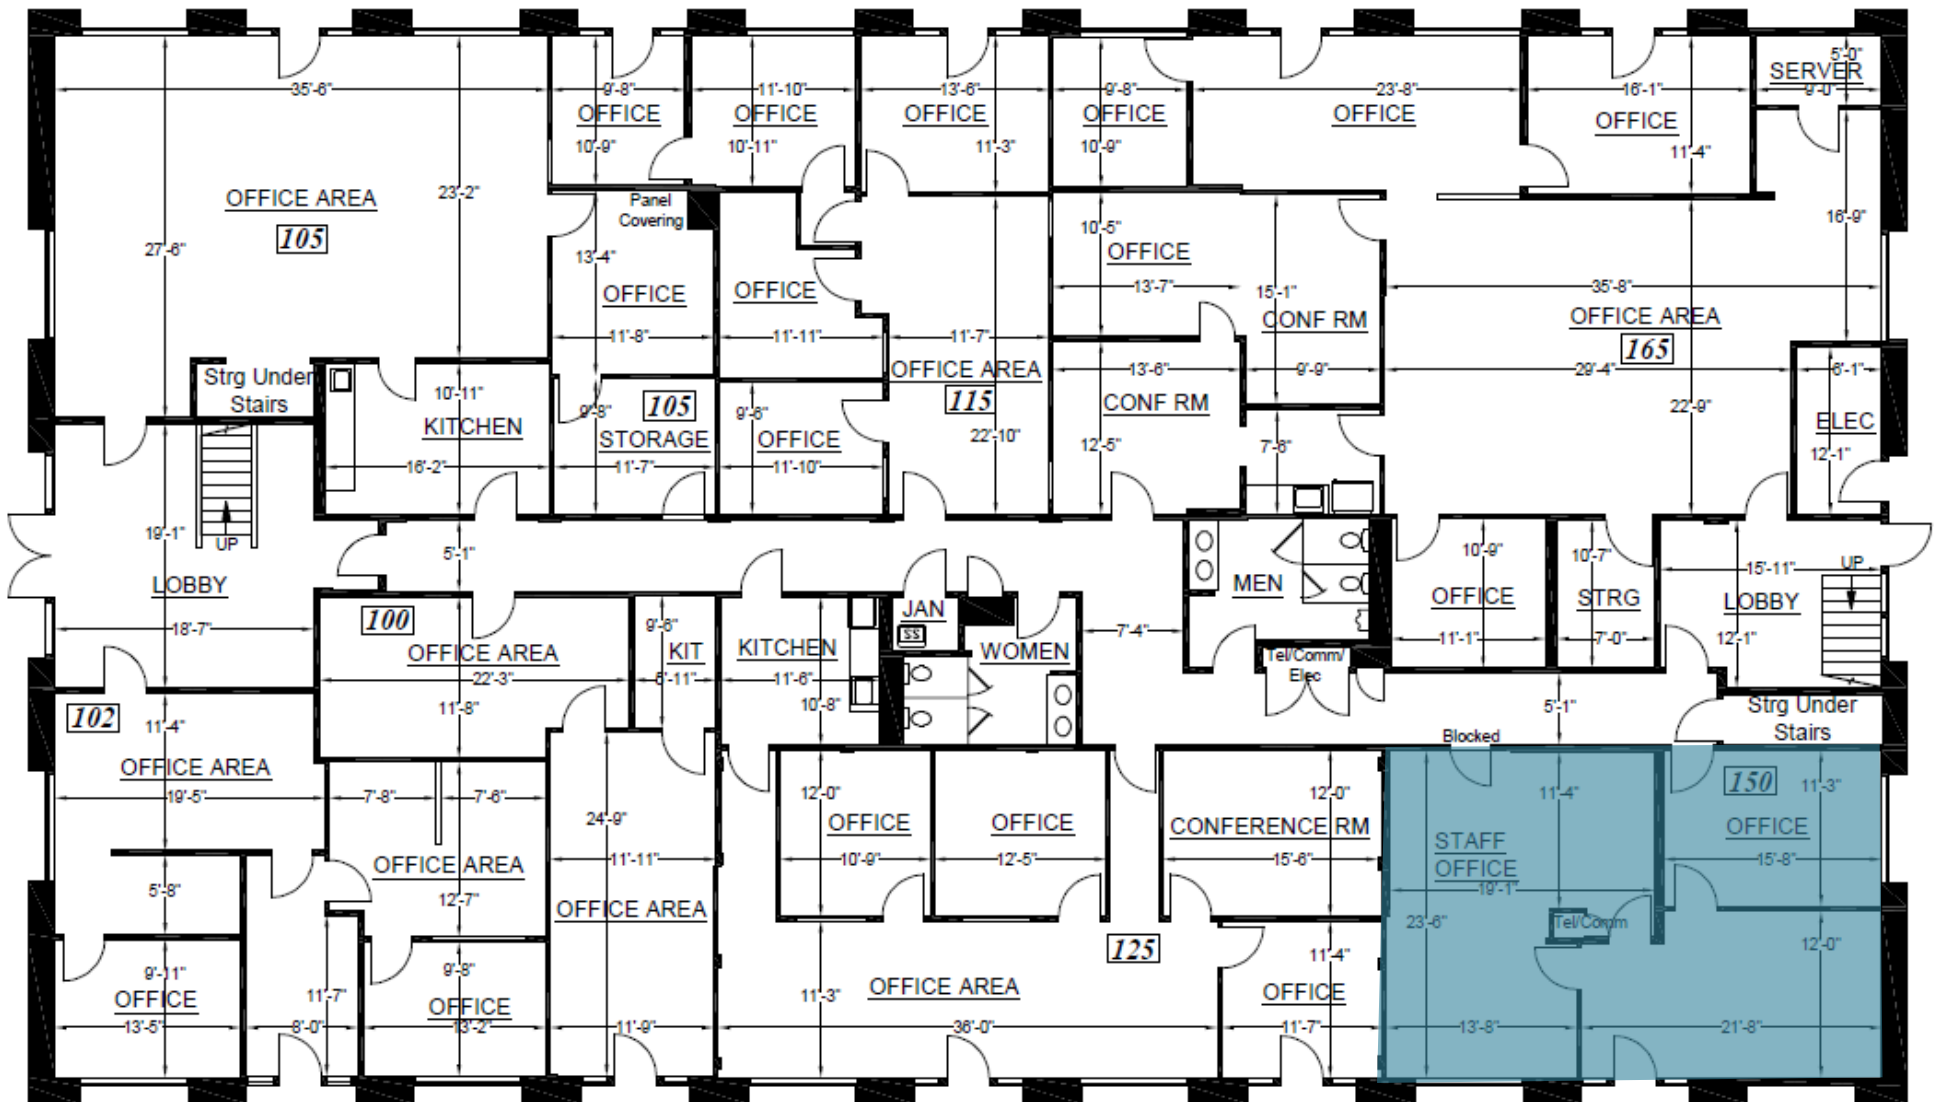 35'-6"
9'-8"
OFFICE
10'-9"
11'-10"
OFFICE
10'-11"
13'-6"
OFFICE
11'-3"
9'-8"
OFFICE
10'-9"
23'-8"
OFFICE
16'-1"
OFFICE
11'-4"
5'-0"
SERVER
9'-0"
OFFICE AREA
105
23'-2"
27'-6"
Panel
Covering
13'-4"
OFFICE
11'-8"
OFFICE
11'-11"
11'-7"
OFFICE AREA
115
22'-10"
10'-5"
OFFICE
13'-7"
15'-1"
CONF RM
9'-9"
16'-9"
35'-8"
OFFICE AREA
165
29'-4"
22'-9"
6'-1"
ELEC
12'-1"
Strg Under
Stairs
10'-11"
KITCHEN
16'-2"
9'-8"
105
STORAGE
11'-7"
9'-6"
OFFICE
11'-10"
13'-6"
CONF RM
12'-5"
7'-6"
19'-1"
UP
LOBBY
18'-7"
5'-1"
100
OFFICE AREA
22'-3"
11'-8"
9'-6"
KIT
5'-11"
KITCHEN
11'-6"
10'-8"
JAN
SS
WOMEN
7'-4"
MEN
Tel/Comm/
Elec
10'-9"
OFFICE
11'-1"
10'-7"
STRG
7'-0"
15'-11"
UP
LOBBY
12'-1"
5'-1"
Strg Under
Stairs
Blocked
102
11'-4"
OFFICE AREA
19'-5"
5'-8"
9'-11"
OFFICE
13'-5"
7'-8"
7'-6"
OFFICE AREA
12'-7"
11'-7"
8'-0"
9'-8"
OFFICE
13'-2"
24'-9"
11'-11"
OFFICE AREA
11'-9"
12'-0"
OFFICE
10'-9"
OFFICE
12'-5"
12'-0"
CONFERENCE RM
15'-6"
125
OFFICE AREA
11'-3"
36'-0"
11'-4"
OFFICE
11'-7"
11'-4"
STAFF
OFFICE
19'-1"
23'-6"
Tel/Comm
13'-8"
150
11'-3"
OFFICE
15'-8"
12'-0"
21'-8"